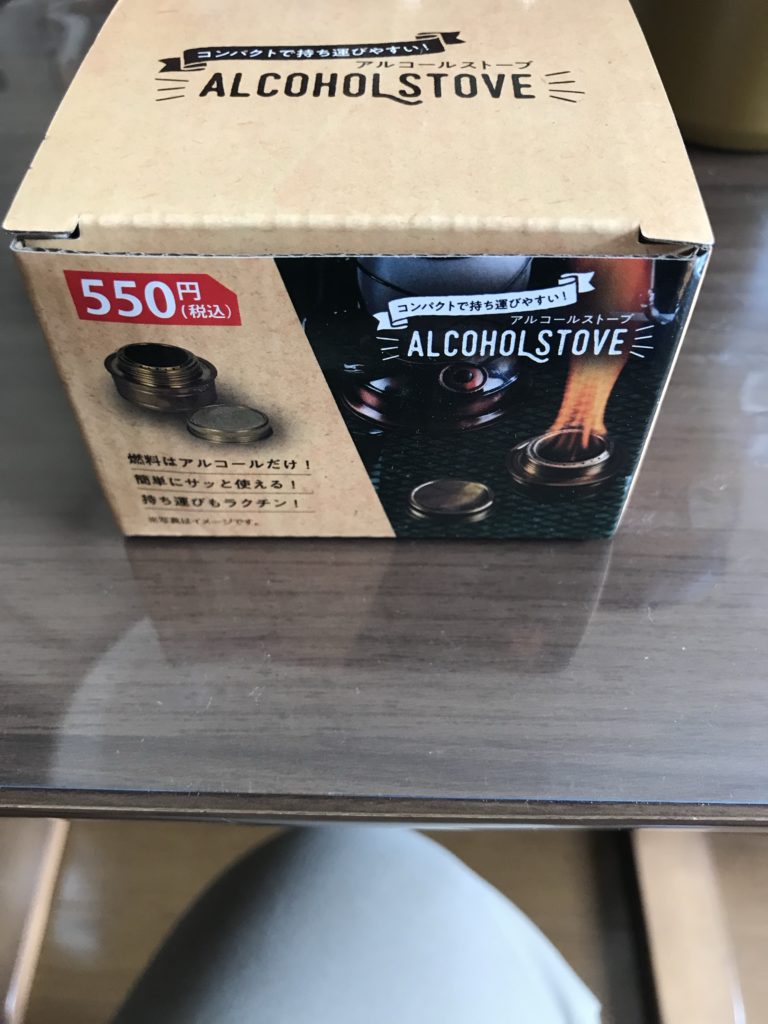 コンパクトで持ち運びやすい!
アルコールストーブ
ALCOHOLSTOVE
550円(税込)
コンパクトで持ち運びやすい!
アルコールストーブ
ALCOHOLSTOVE
燃料はアルコールだけ!
簡単にサッと使える!
持ち運びもラクチン!
※写真はイメージです。